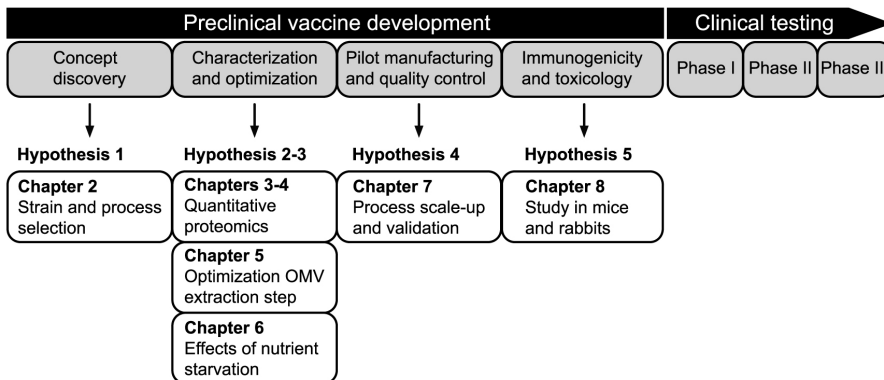 Preclinical vaccine development
Clinical testing
Concept
discovery
Characterization
and optimization
Pilot manufacturing
and quality control
Immunogenicity
and toxicology
Phase I
Phase II
Phase II
Hypothesis 1
Hypothesis 2-3
Hypothesis 4
Hypothesis 5
Chapter 2
Strain and process
selection
Chapters 3-4
Quantitative
proteomics
Chapter 5
Optimization OMV
extraction step
Chapter 6
Effects of nutrient
starvation
Chapter 7
Process scale-up
and validation
Chapter 8
Study in mice
and rabbits